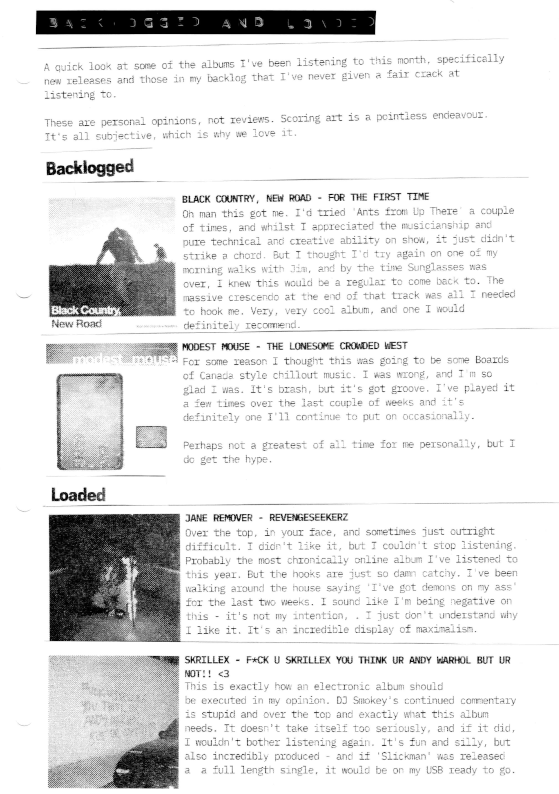 BACKLOGGED AND LOADED
A quick look at some of the albums I've been listening to this month, specifically
new releases and those in my backlog that I've never given a fair crack at
listening to.
These are personal opinions, not reviews. Scoring art is a pointless endeavour.
It's all subjective, which is why we love it.
Backlogged
BLACK COUNTRY, NEW ROAD - FOR THE FIRST TIME
Oh man this got me. I'd tried 'Ants from Up There' a couple
of times, and whilst I appreciated the musicianship and
pure technical and creative ability on show, it just didn't
strike a chord. But I thought I'd try again on one of my
morning walks with Jim, and by the time Sunglasses was
over, I knew this would be a regular to come back to. The
massive crescendo at the end of that track was all I needed
to hook me. Very, very cool album, and one I would
definitely recommend.
Black Country,
New Road
MODEST MOUSE - THE LONESOME CROWDED WEST
modest mouse
For some reason I thought this was going to be some Boards
of Canada style chillout music. I was wrong, and I'm so
glad I was. It's brash, but it's got groove. I've played it
a few times over the last couple of weeks and it's
definitely one I'll continue to put on occasionally.
Perhaps not a greatest of all time for me personally, but I
do get the hype.
Loaded
JANE REMOVER - REVENGESEEKERZ
Over the top, in your face, and sometimes just outright
difficult. I didn't like it, but I couldn't stop listening.
Probably the most chronically online album I've listened to
this year. But the hooks are just so damn catchy. I've been
walking around the house saying 'I've got demons on my ass'
for the last two weeks. I sound like I'm being negative on
this - it's not my intention, . I just don't understand why
I like it. It's an incredible display of maximalism.
SKRILLEX - F*CK U SKRILLEX YOU THINK UR ANDY WARHOL BUT UR
NOT!! <3
This is exactly how an electronic album should
be executed in my opinion. DJ Smokey's continued commentary
is stupid and over the top and exactly what this album
needs. It doesn't take itself too seriously, and if it did,
I wouldn't bother listening again. It's fun and silly, but
also incredibly produced - and if 'Slickman' was released
a a full length single, it would be on my USB ready to go.